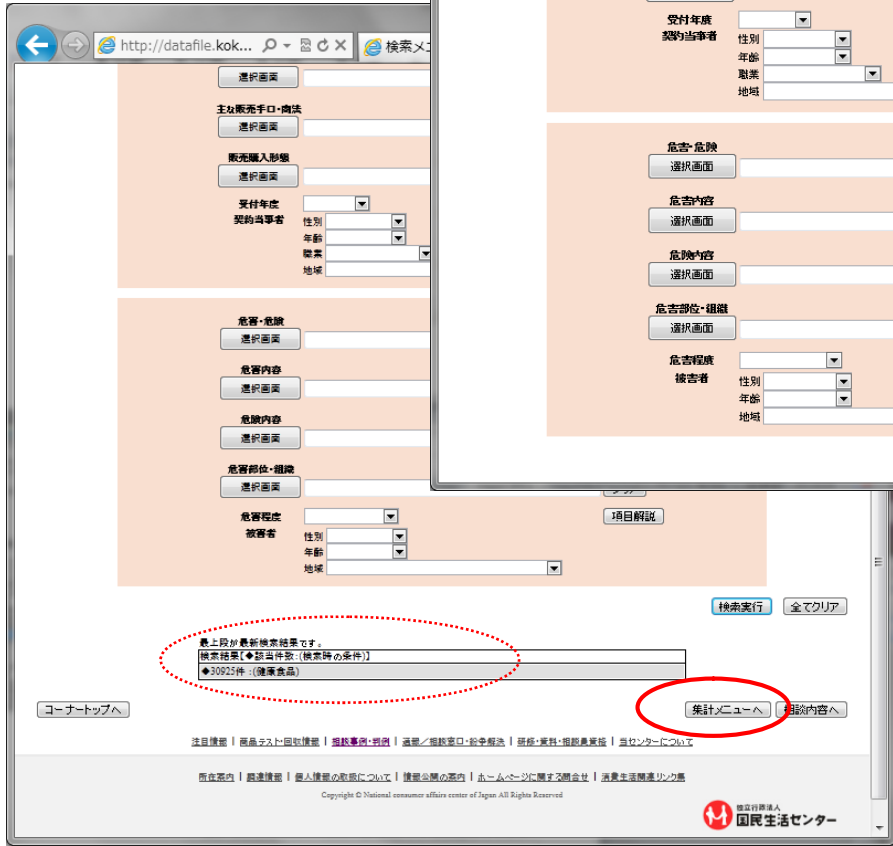 http://datafile.kok...
検索メ
選択画面
主な販売手口・商法
選択画面
販売購入形態
選択画面
受付年度
契約当事者
性別
年齢
職業
地域
危害・危険
選択画面
危害内容
選択画面
危険内容
選択画面
危害部位・組織
選択画面
危害程度
項目解説
被害者
性別
年齢
地域
受付年度
契約当事者
性別
年齢
職業
地域
危害・危険
選択画面
危害内容
選択画面
危険内容
選択画面
危害部位・組織
選択画面
危害程度
被害者
性別
年齢
地域
検索実行 全てクリア
最上段が最新検索結果です。
検索結果【◆該当件数:(検索時の条件)】
◆30925件 :(健康食品)
コーナートップへ 集計メニューへ 相談内容へ
注目情報 | 商品テスト・回収情報 | 相談事例・判例 | 通報/相談窓口・紛争解決 | 研修・資料・相談員資格 | 当センターについて
所在案内 | 調達情報 | 個人情報の取扱について | 情報公開の案内 | ホームページに関する問合せ | 消費生活関連リンク集
Copyright © National consumer affairs center of Japan All Rights Reserved
独立行政法人
国民生活センター